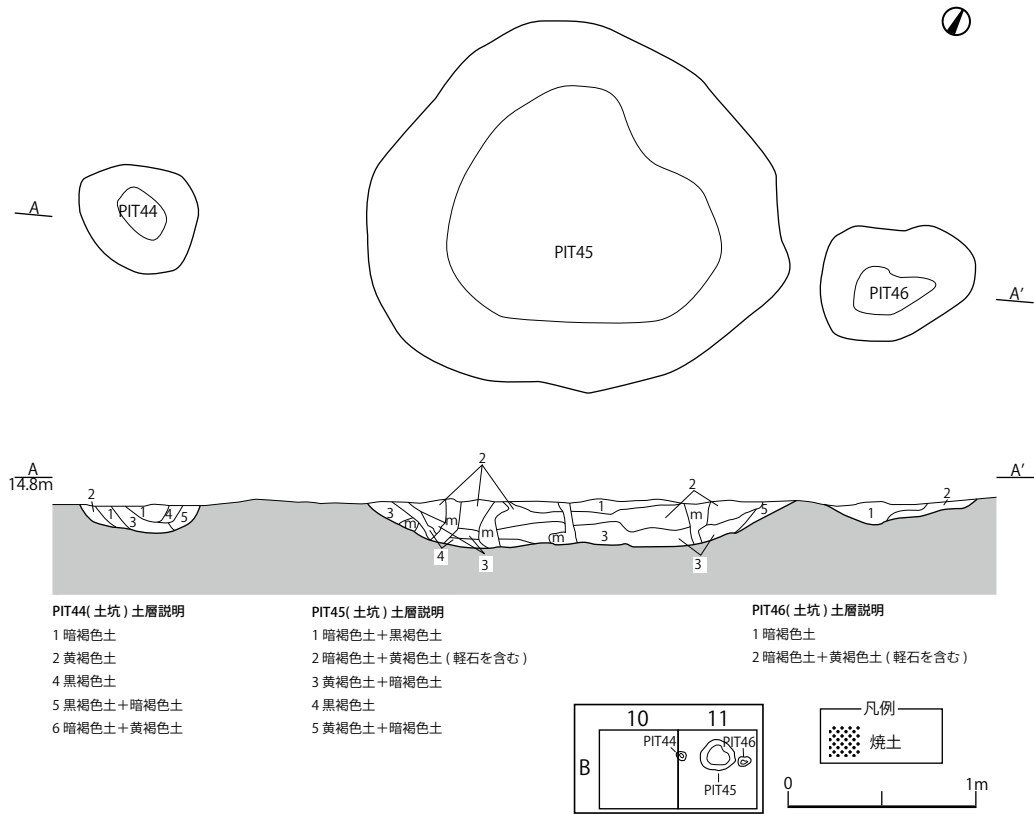 A
PIT44
PIT45
PIT46
A'
A
14.8m
A'
2
1
3
1
4
5
3
m
4
m
2
m
3
m
1
3
2
m
3
5
1
2
PIT44(土坑)土層説明
1 暗褐色土
2 黄褐色土
4 黒褐色土
5 黒褐色土＋暗褐色土
6 暗褐色土＋黄褐色土
PIT45(土坑)土層説明
1 暗褐色土＋黒褐色土
2 暗褐色土＋黄褐色土(軽石を含む)
3 黄褐色土＋暗褐色土
4 黒褐色土
5 黄褐色土＋暗褐色土
PIT46(土坑)土層説明
1 暗褐色土
2 暗褐色土＋黄褐色土(軽石を含む)
10 11
B
PIT44
PIT46
PIT45
凡例
焼土
0 1m